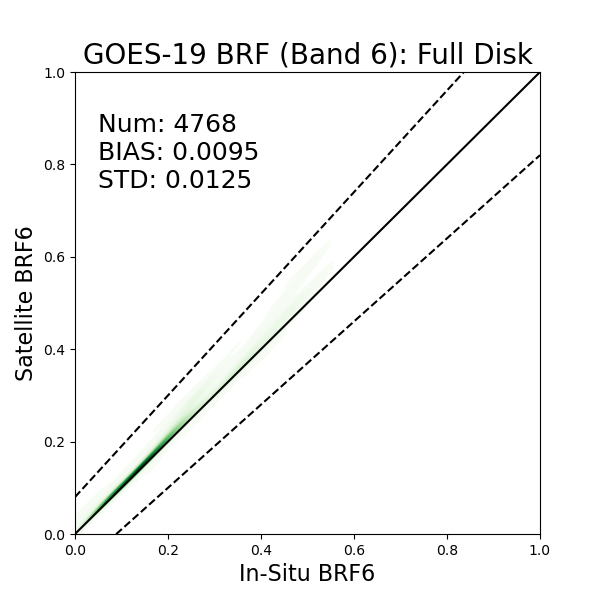 GOES-19 BRF (Band 6): Full Disk
1.0
0.8
0.6
0.4
0.2
0.0
Num: 4768
BIAS: 0.0095
STD: 0.0125
Satellite BRF6
0.0 0.2 0.4 0.6 0.8 1.0
In-Situ BRF6